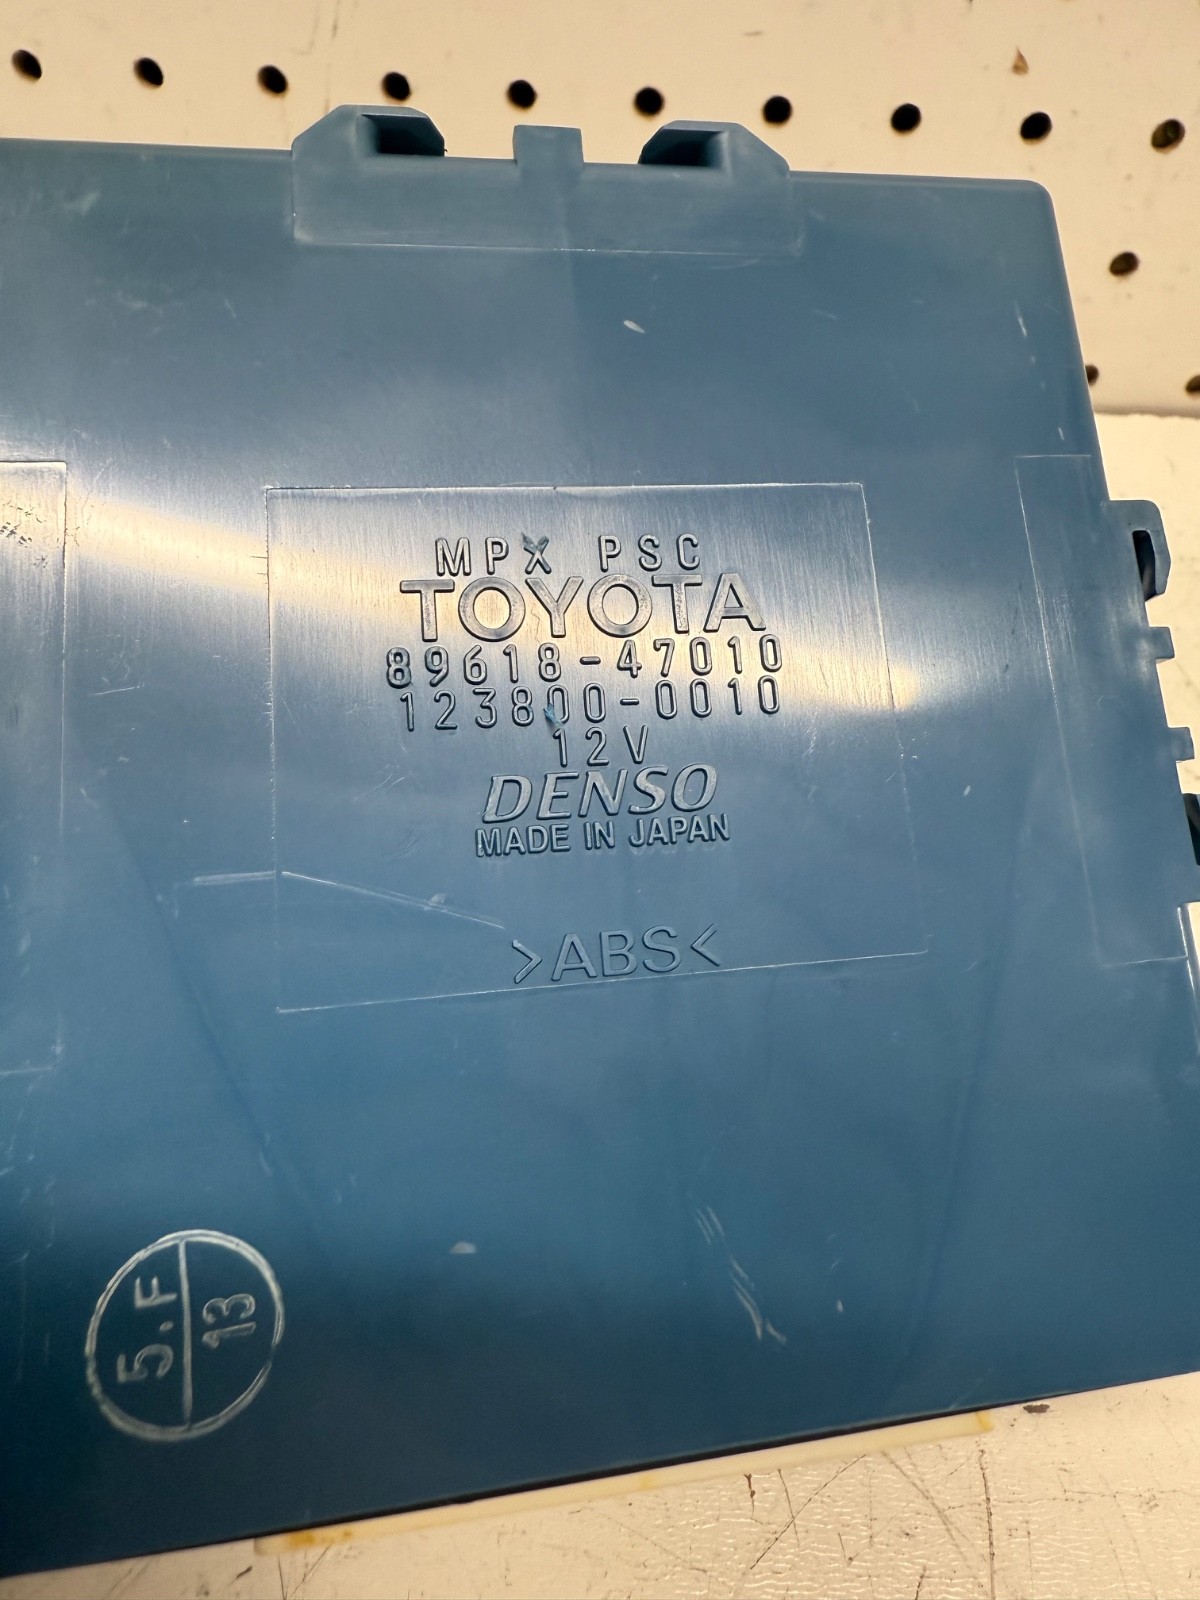 MPX PSC
TOYOTA
89618-47010
123800-0010
12V
DENSO
MADE IN JAPAN
>ABS<
5.F
13